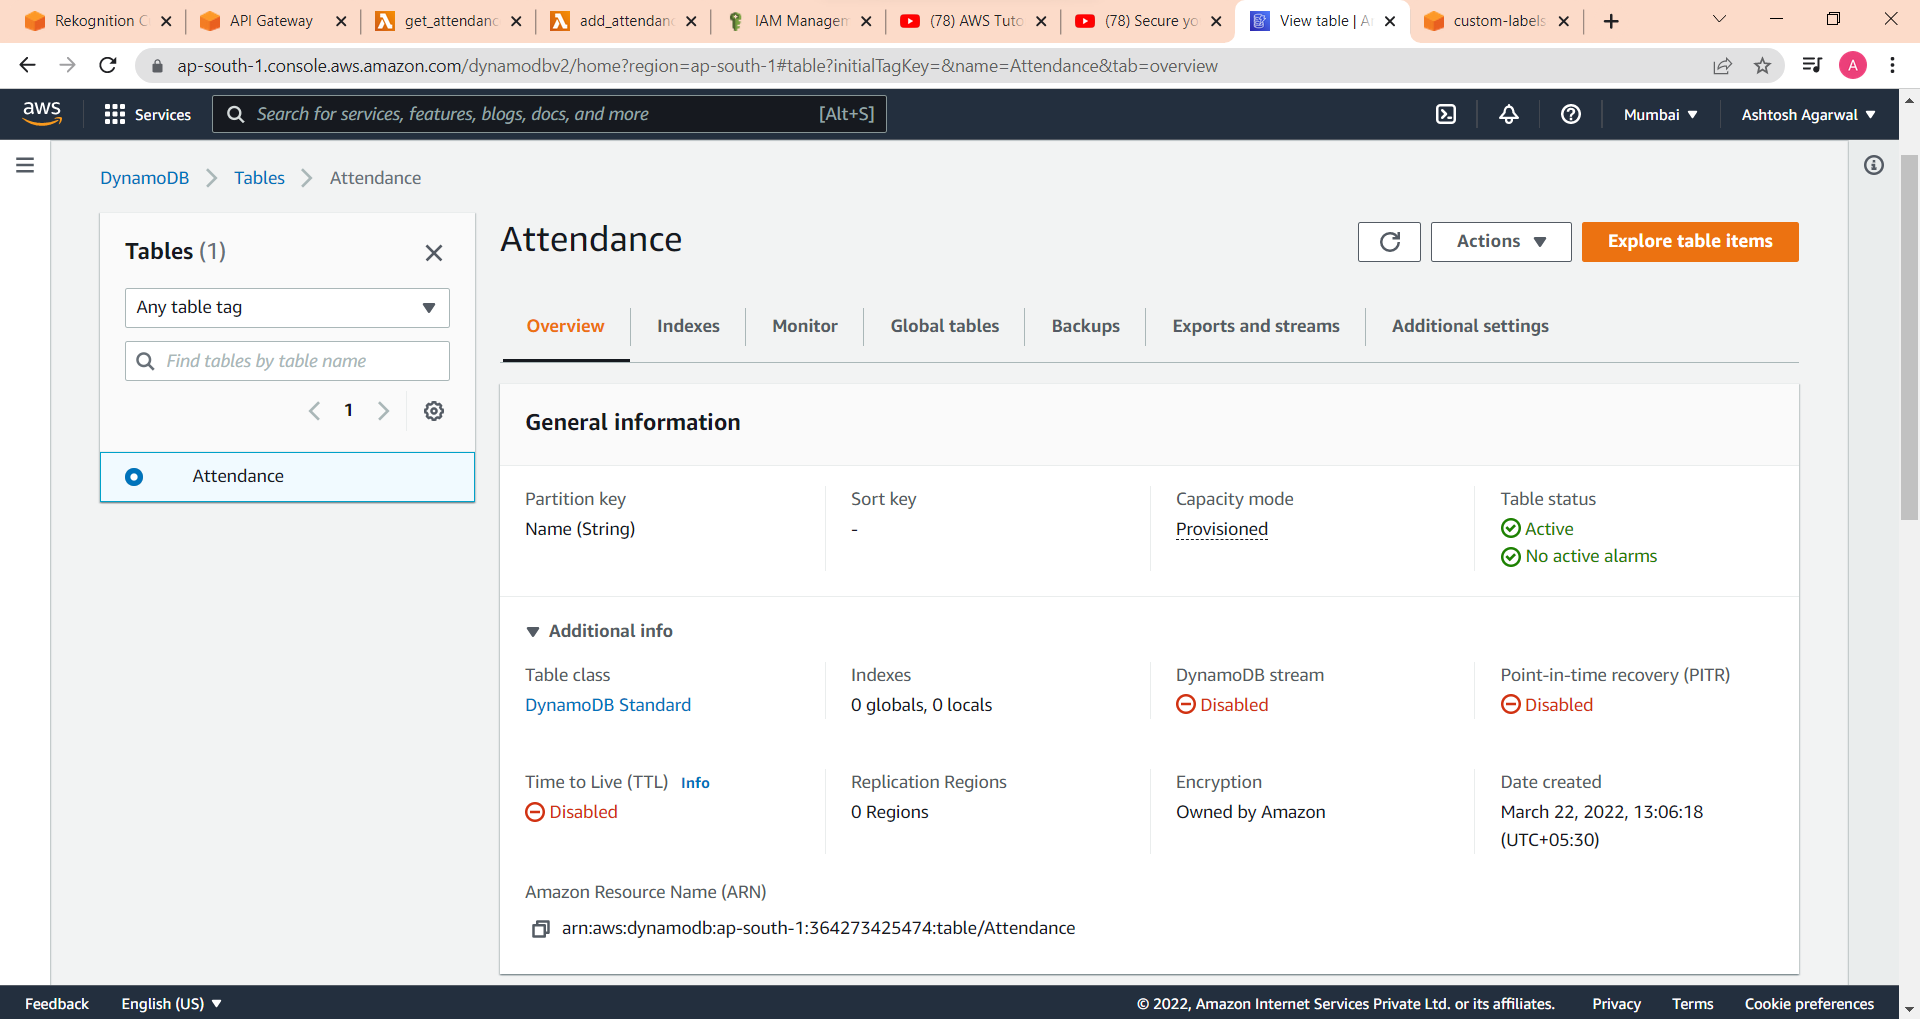 Rekognition C
API Gateway
get_attendanc
add_attendan
IAM Managem
(78) AWS Tuto
(78) Secure yo
View table | A
custom-labels
ap-south-1.console.aws.amazon.com/dynamodbv2/home?region=ap-south-1#table?initialTagKey=&name=Attendance&tab=overview
A
aws
Services
Search for services, features, blogs, docs, and more
[Alt+S]
Mumbai
Ashtosh Agarwal
DynamoDB
Tables
Attendance
Tables (1)
Any table tag
Find tables by table name
1
Attendance
Attendance
Actions
Explore table items
Overview
Indexes
Monitor
Global tables
Backups
Exports and streams
Additional settings
General information
Partition key
Name (String)
Sort key
-
Capacity mode
Provisioned
Table status
Active
No active alarms
Additional info
Table class
DynamoDB Standard
Indexes
0 globals, 0 locals
DynamoDB stream
Disabled
Point-in-time recovery (PITR)
Disabled
Time to Live (TTL) Info
Disabled
Replication Regions
0 Regions
Encryption
Owned by Amazon
Date created
March 22, 2022, 13:06:18
(UTC+05:30)
Amazon Resource Name (ARN)
arn:aws:dynamodb:ap-south-1:364273425474:table/Attendance
Feedback
English (US)
© 2022, Amazon Internet Services Private Ltd. or its affiliates.
Privacy
Terms
Cookie preferences